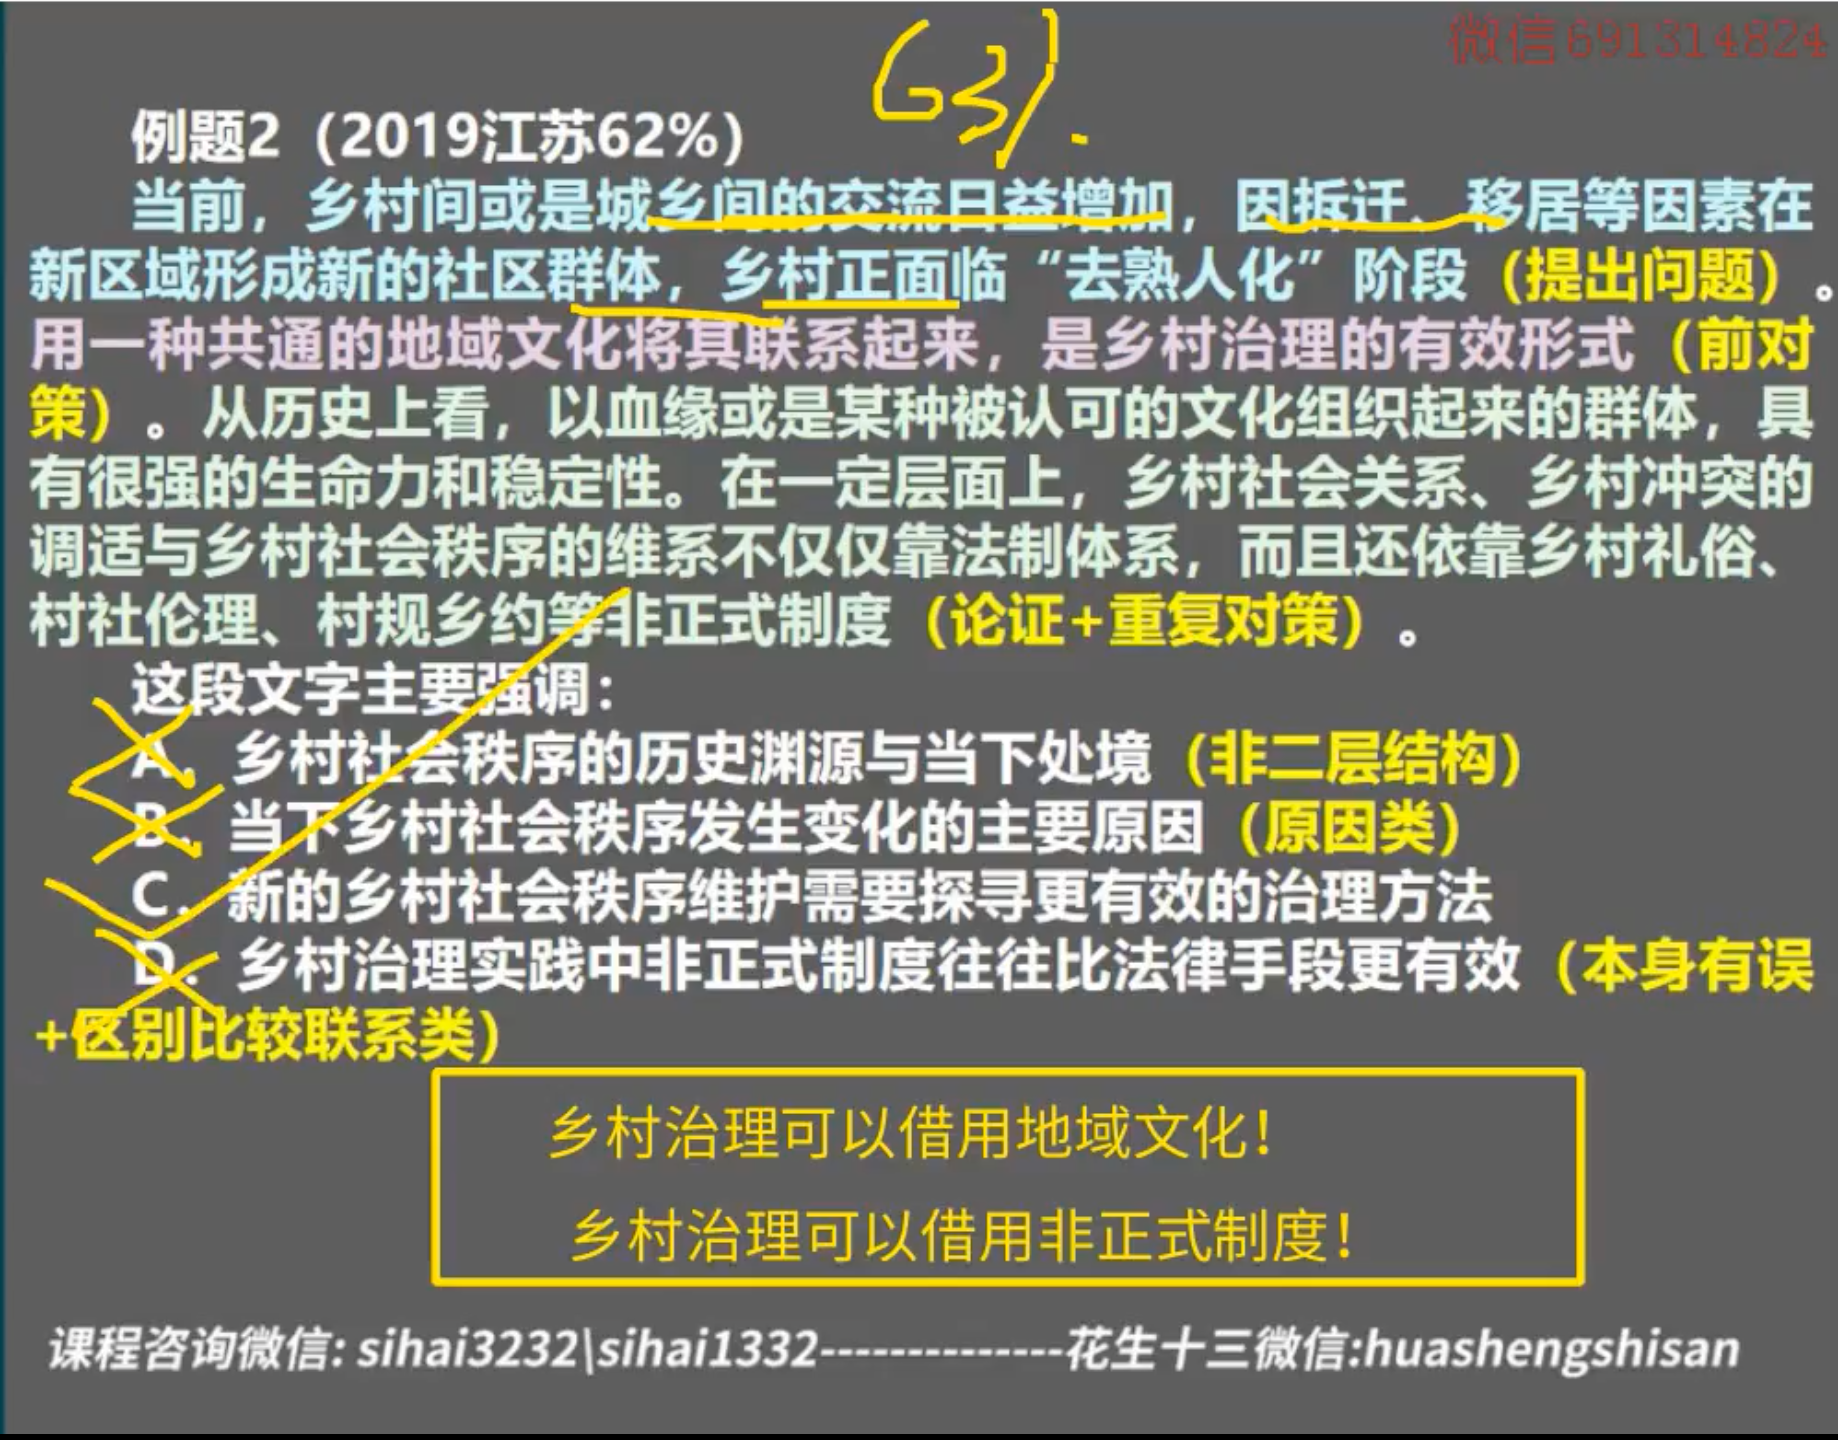 微信691314824
63%.
例题2（2019江苏62%）
当前，乡村间或是城乡间的交流日益增加，因拆迁、移居等因素在
新区域形成新的社区群体，乡村正面临“去熟人化”阶段（提出问题）。
用一种共通的地域文化将其联系起来，是乡村治理的有效形式（前对
策）。从历史上看，以血缘或是某种被认可的文化组织起来的群体，具
有很强的生命力和稳定性。在一定层面上，乡村社会关系、乡村冲突的
调适与乡村社会秩序的维系不仅仅靠法制体系，而且还依靠乡村礼俗、
村社伦理、村规乡约等非正式制度（论证+重复对策）。
这段文字主要强调：
A．乡村社会秩序的历史渊源与当下处境（非二层结构）
B．当下乡村社会秩序发生变化的主要原因（原因类）
C．新的乡村社会秩序维护需要探寻更有效的治理方法
D．乡村治理实践中非正式制度往往比法律手段更有效（本身有误
+区别比较联系类）
乡村治理可以借用地域文化！
乡村治理可以借用非正式制度！
课程咨询微信: sihai3232\sihai1332--------------花生十三微信:huashengshisan